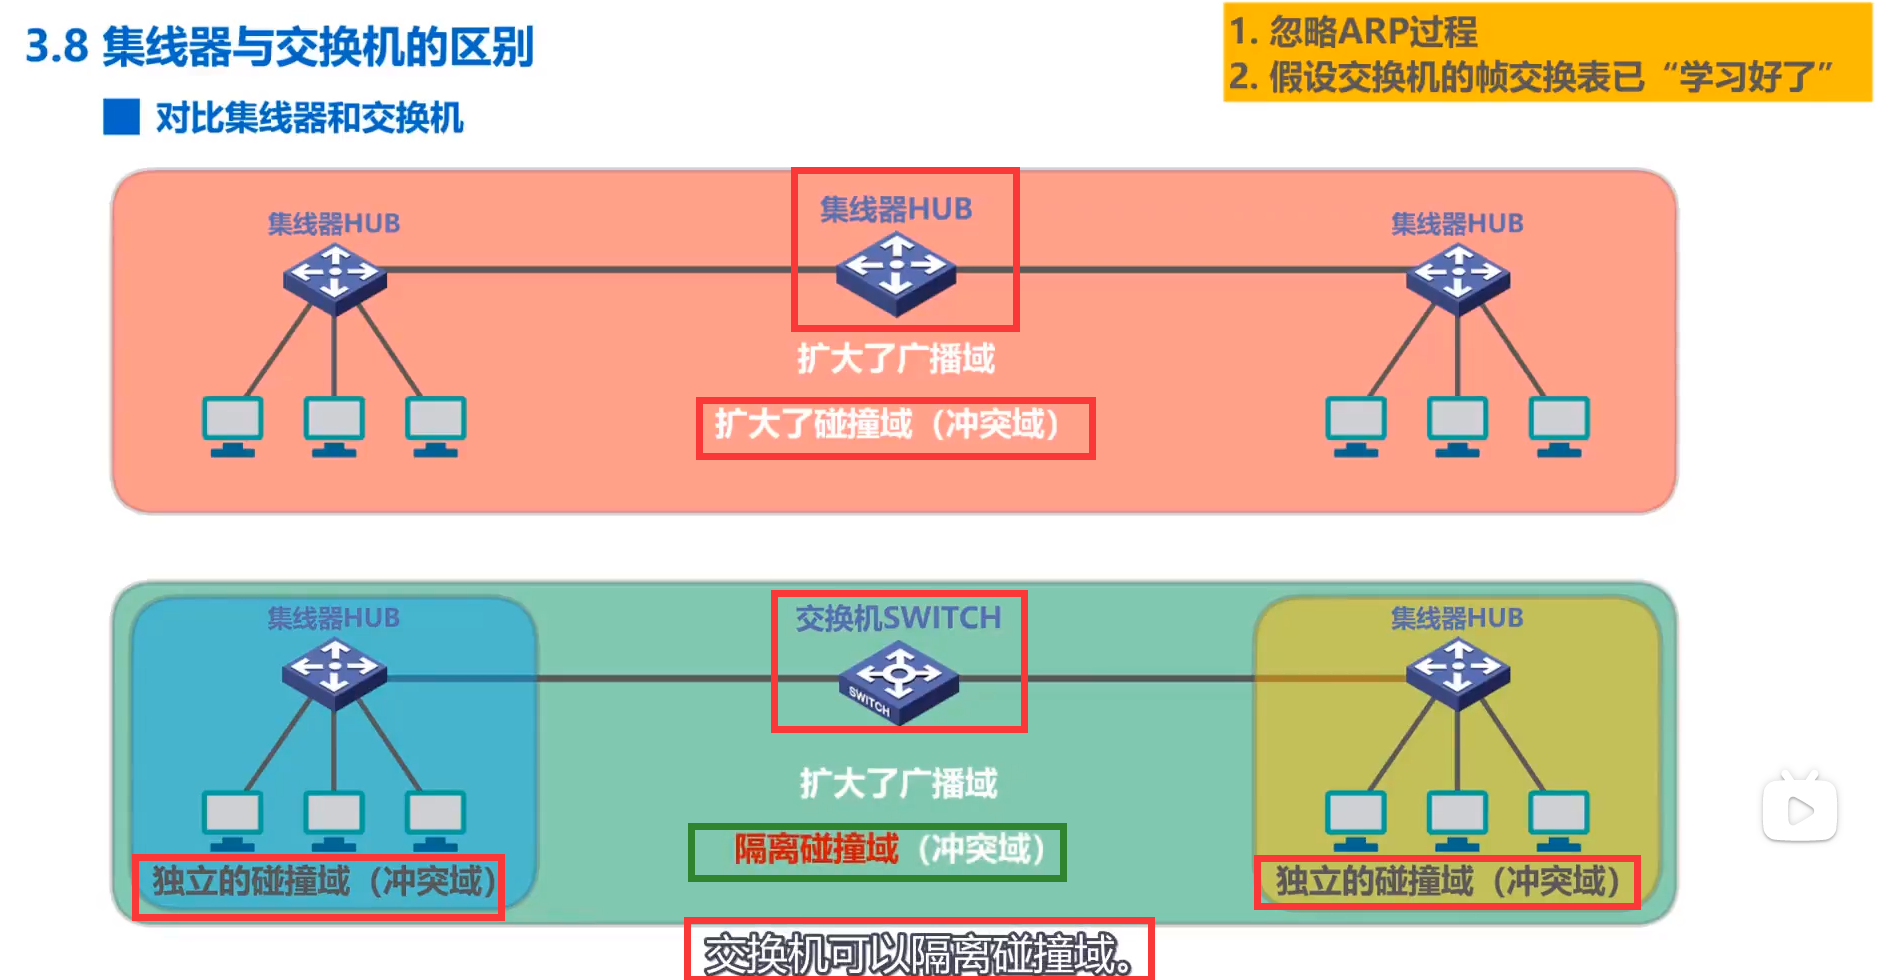 3.8 集线器与交换机的区别
1. 忽略ARP过程
2. 假设交换机的帧交换表已“学习好了”
对比集线器和交换机
集线器HUB
集线器HUB
集线器HUB
扩大了广播域
扩大了碰撞域（冲突域）
集线器HUB
交换机SWITCH
集线器HUB
SWITCH
扩大了广播域
隔离碰撞域（冲突域）
独立的碰撞域（冲突域）
独立的碰撞域（冲突域）
交换机可以隔离碰撞域。